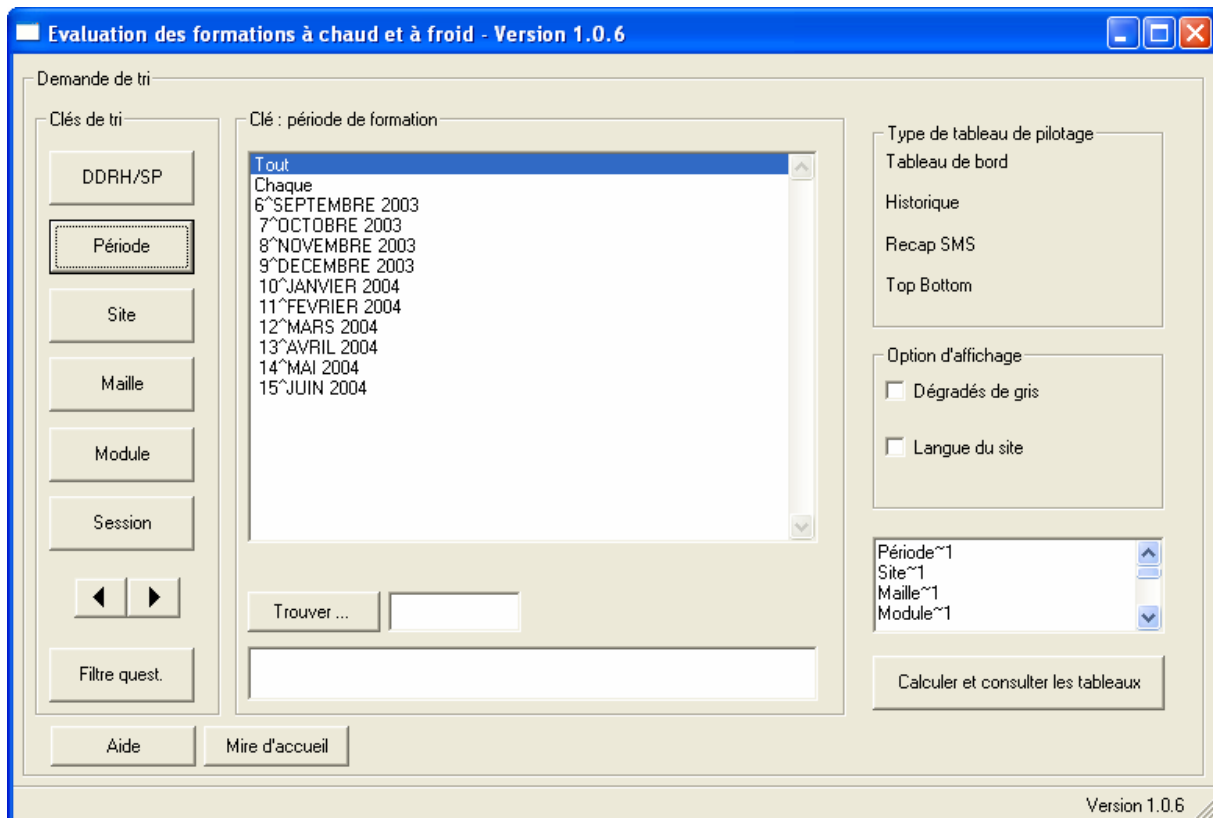 Evaluation des formations à chaud et à froid - Version 1.0.6
Demande de tri
Clés de tri
DDRH/SP
Période
Site
Maille
Module
Session
Filtre quest.
Clé : période de formation
Tout
Chaque
6^SEPTEMBRE 2003
7^OCTOBRE 2003
8^NOVEMBRE 2003
9^DECEMBRE 2003
10^JANVIER 2004
11^FEVRIER 2004
12^MARS 2004
13^AVRIL 2004
14^MAI 2004
15^JUIN 2004
Trouver ...
Type de tableau de pilotage
Tableau de bord
Historique
Recap SMS
Top Bottom
Option d'affichage
Dégradés de gris
Langue du site
Période~1
Site~1
Maille~1
Module~1
Calculer et consulter les tableaux
Aide
Mire d'accueil
Version 1.0.6